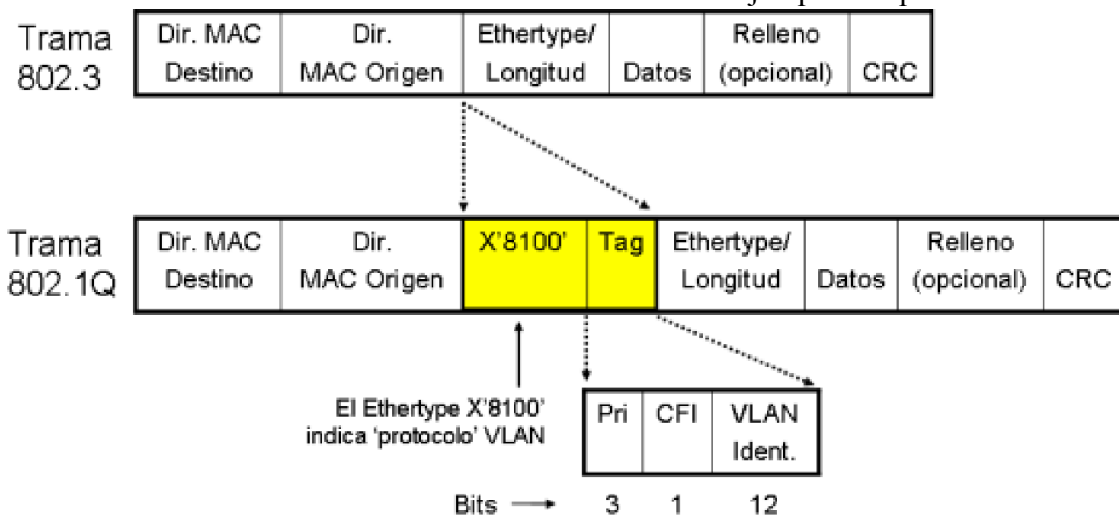 Trama
802.3
Dir. MAC
Destino
Dir.
MAC Origen
Ethertype/
Longitud
Datos
Relleno
(opcional)
CRC
Trama
802.1Q
Dir. MAC
Destino
Dir.
MAC Origen
X'8100'
Tag
Ethertype/
Longitud
Datos
Relleno
(opcional)
CRC
El Ethertype X'8100'
indica 'protocolo' VLAN
Pri
CFI
VLAN
Ident.
Bits
3
1
12